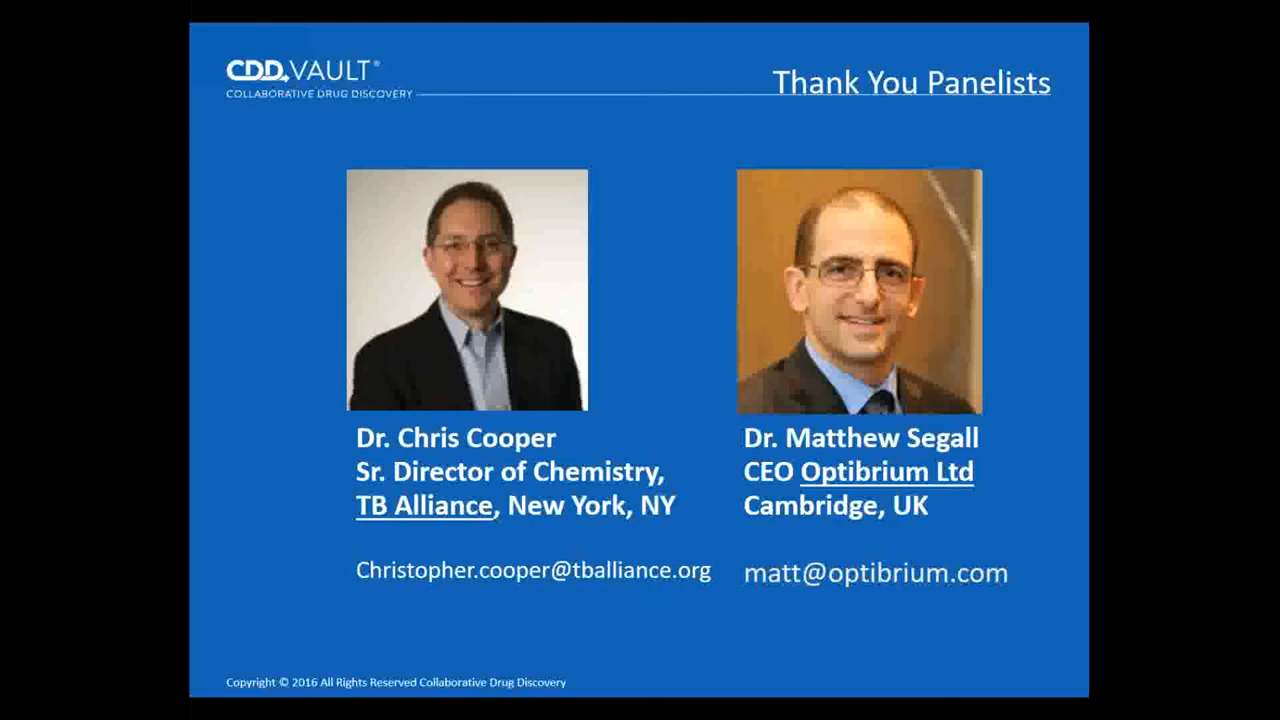 CDD VAULT®
COLLABORATIVE DRUG DISCOVERY
Thank You Panelists
Dr. Chris Cooper
Sr. Director of Chemistry,
TB Alliance, New York, NY
Christopher.cooper@tballiance.org
Dr. Matthew Segall
CEO Optibrium Ltd
Cambridge, UK
matt@optibrium.com
Copyright © 2016 All Rights Reserved Collaborative Drug Discovery